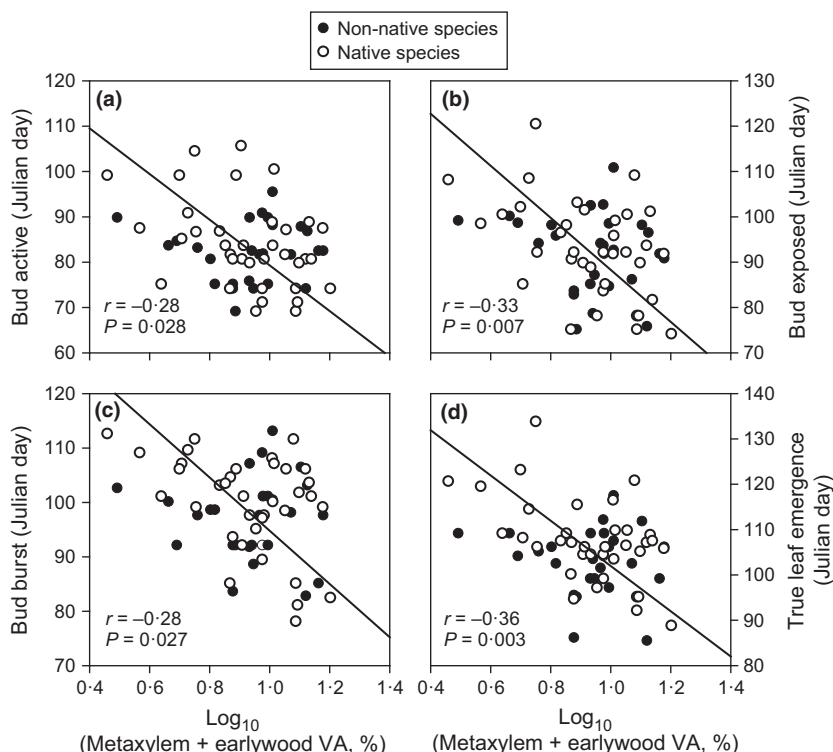 Non-native species
Native species
(a)
120
110
100
90
80
70
60
Bud active (Julian day)
r = –0·28
P = 0·028
(b)
130
120
110
100
90
80
70
Bud exposed (Julian day)
r = –0·33
P = 0·007
(c)
120
110
100
90
80
70
Bud burst (Julian day)
r = –0·28
P = 0·027
0·4 0·6 0·8 1·0 1·2 1·4
Log10
(Metaxylem + earlywood VA, %)
(d)
140
130
120
110
100
90
80
True leaf emergence
(Julian day)
r = –0·36
P = 0·003
0·4 0·6 0·8 1·0 1·2 1·4
Log10
(Metaxylem + earlywood VA, %)